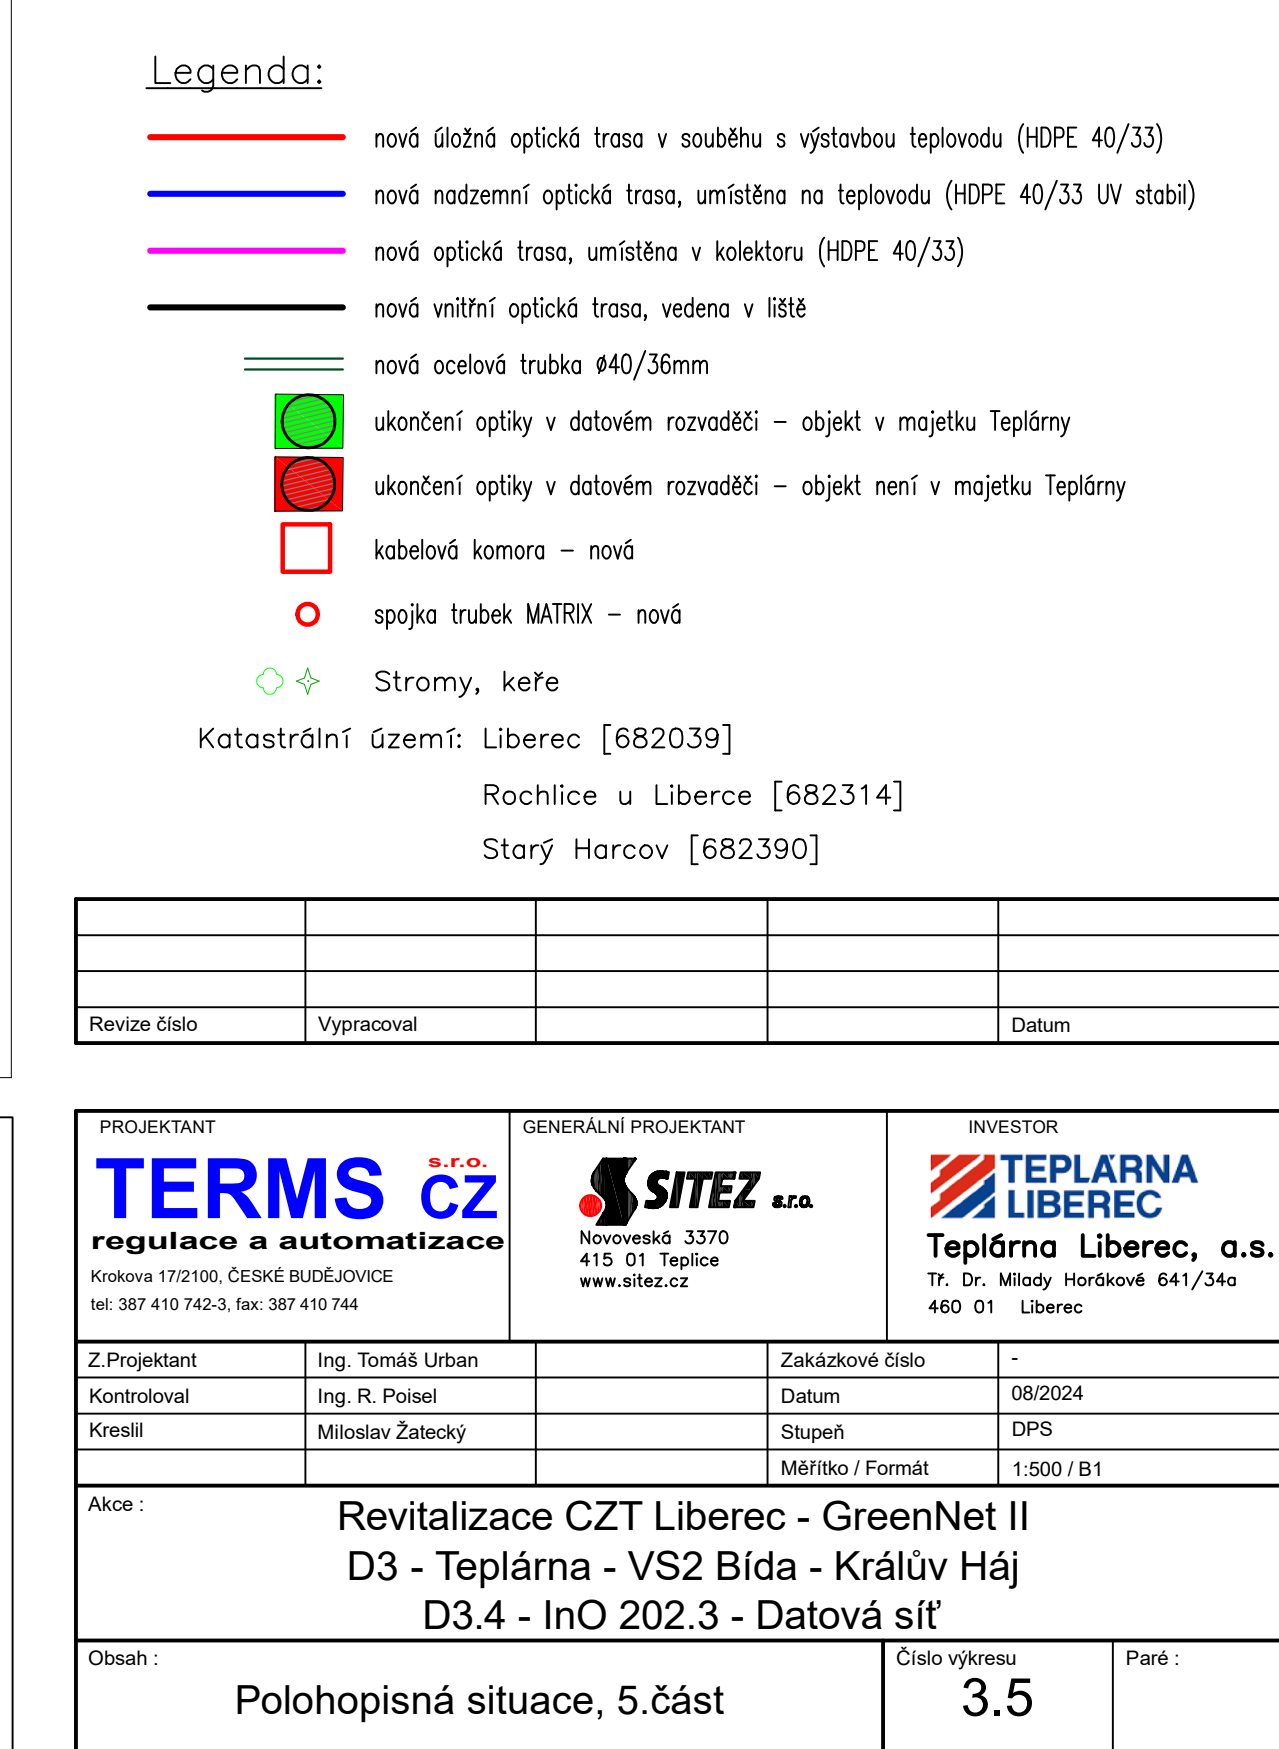 Legenda:
nová úložná optická trasa v souběhu s výstavbou teplovodu (HDPE 40/33)
nová nadzemní optická trasa, umístěna na teplovodu (HDPE 40/33 UV stabil)
nová optická trasa, umístěna v kolektoru (HDPE 40/33)
nová vnitřní optická trasa, vedena v liště
nová ocelová trubka ø40/36mm
ukončení optiky v datovém rozvaděči – objekt v majetku Teplárny
ukončení optiky v datovém rozvaděči – objekt není v majetku Teplárny
kabelová komora – nová
spojka trubek MATRIX – nová
Stromy, keře
Katastrální území: Liberec [682039]
Rochlice u Liberce [682314]
Starý Harcov [682390]
Revize číslo Vypracoval Datum
PROJEKTANT
TERMS s.r.o. CZ
regulace a automatizace
Krokova 17/2100, ČESKÉ BUDĚJOVICE
tel: 387 410 742-3, fax: 387 410 744
GENERÁLNÍ PROJEKTANT
SITEZ s.r.o.
Novoveská 3370
415 01 Teplice
www.sitez.cz
INVESTOR
TEPLÁRNA
LIBEREC
Teplárna Liberec, a.s.
Tř. Dr. Milady Horákové 641/34a
460 01 Liberec
Z.Projektant Ing. Tomáš Urban Zakázkové číslo -
Kontroloval Ing. R. Poisel Datum 08/2024
Kreslil Miloslav Žatecký Stupeň DPS
Měřítko / Formát 1:500 / B1
Akce :
Revitalizace CZT Liberec - GreenNet II
D3 - Teplárna - VS2 Bída - Králův Háj
D3.4 - InO 202.3 - Datová síť
Obsah :
Polohopisná situace, 5.část
Číslo výkresu
3.5
Paré :